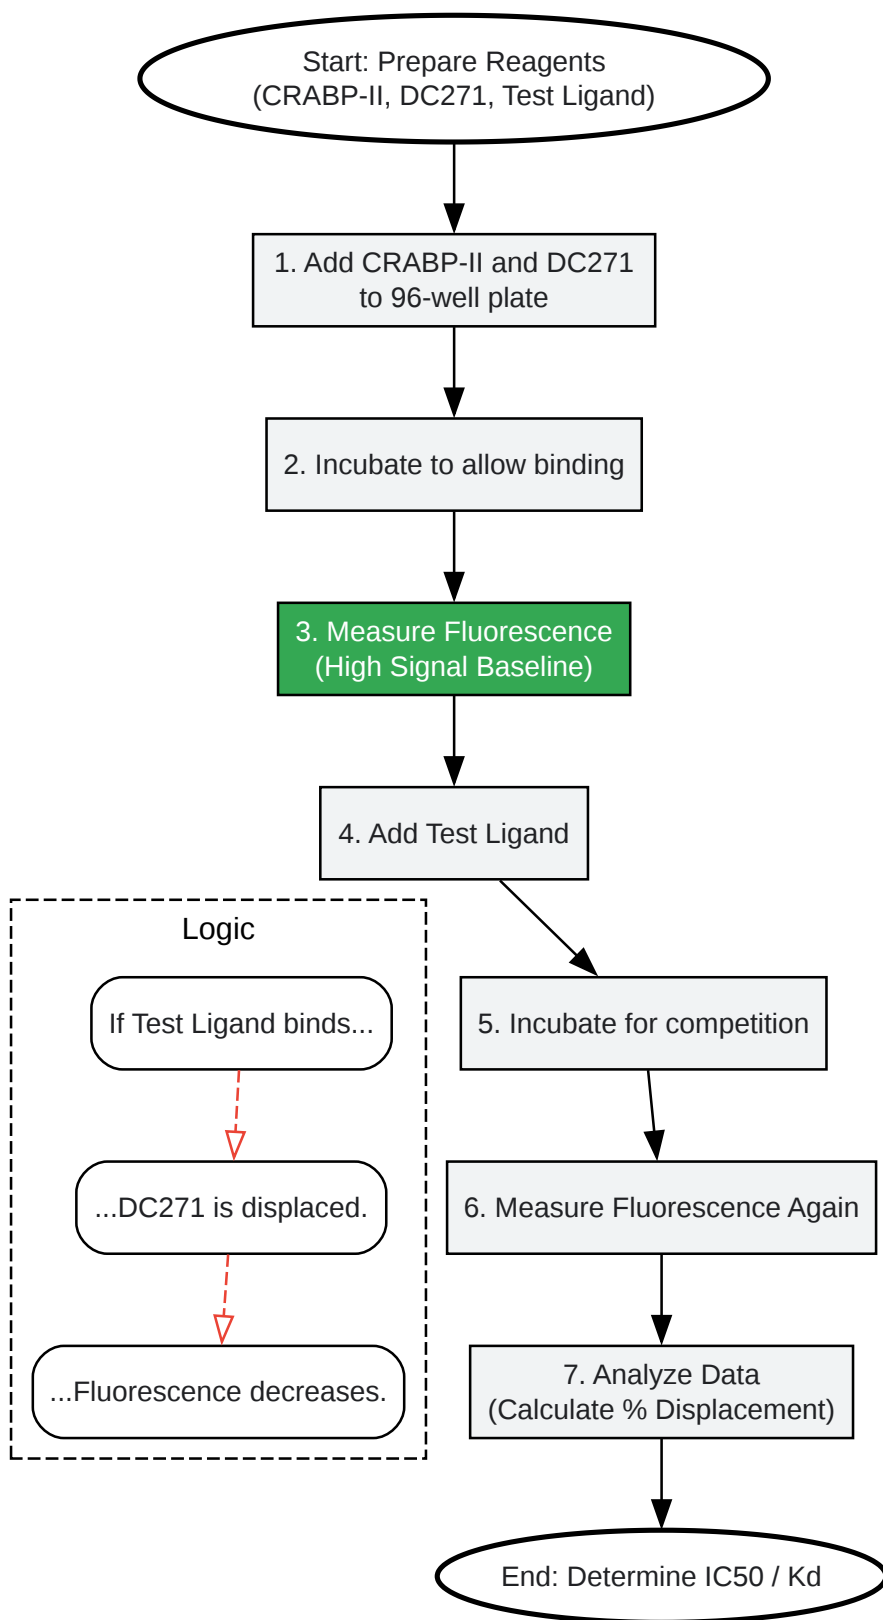 Start: Prepare Reagents
(CRABP-II, DC271, Test Ligand)
1. Add CRABP-II and DC271
to 96-well plate
2. Incubate to allow binding
3. Measure Fluorescence
(High Signal Baseline)
4. Add Test Ligand
Logic
If Test Ligand binds...
...DC271 is displaced.
...Fluorescence decreases.
5. Incubate for competition
6. Measure Fluorescence Again
7. Analyze Data
(Calculate % Displacement)
End: Determine IC50 / Kd